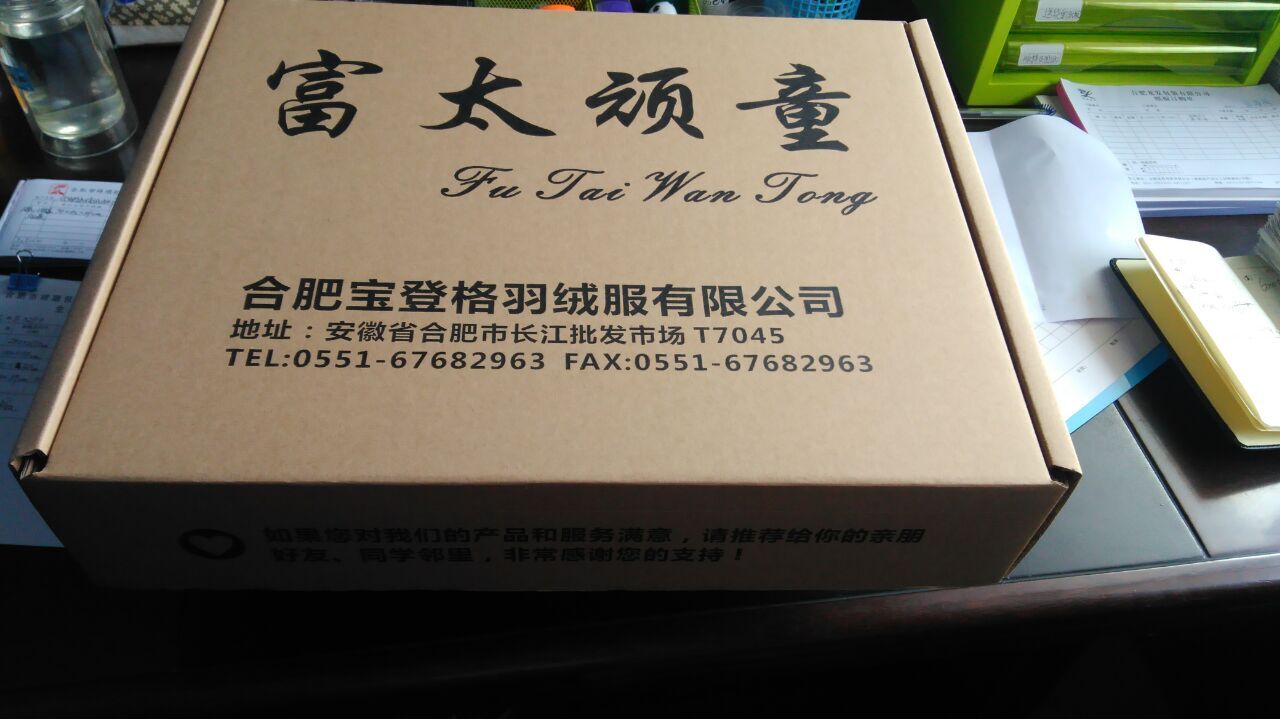 富太顽童
Fu Tai Wan Tong
合肥宝登格羽绒服有限公司
地址：安徽省合肥市长江批发市场 T7045
TEL:0551-67682963 FAX:0551-67682963
如果您对我们的产品和服务满意，请推荐给你的亲朋
好友、同学邻里，非常感谢您的支持！